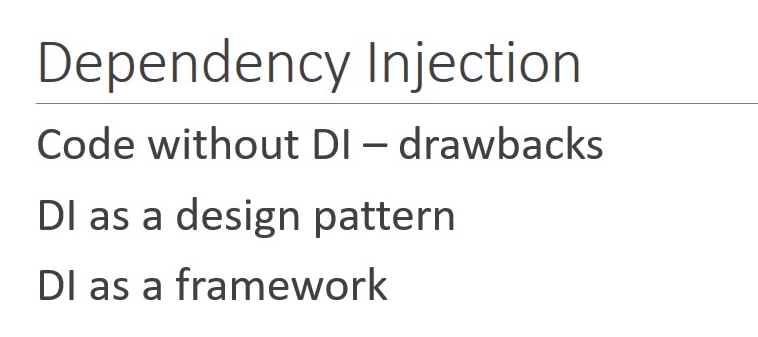 Dependency Injection
Code without DI – drawbacks
DI as a design pattern
DI as a framework